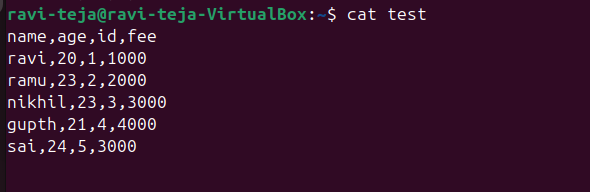 ravi-teja@ravi-teja-VirtualBox:~$ cat test
name,age,id,fee
ravi,20,1,1000
ramu,23,2,2000
nikhil,23,3,3000
gupth,21,4,4000
sai,24,5,3000